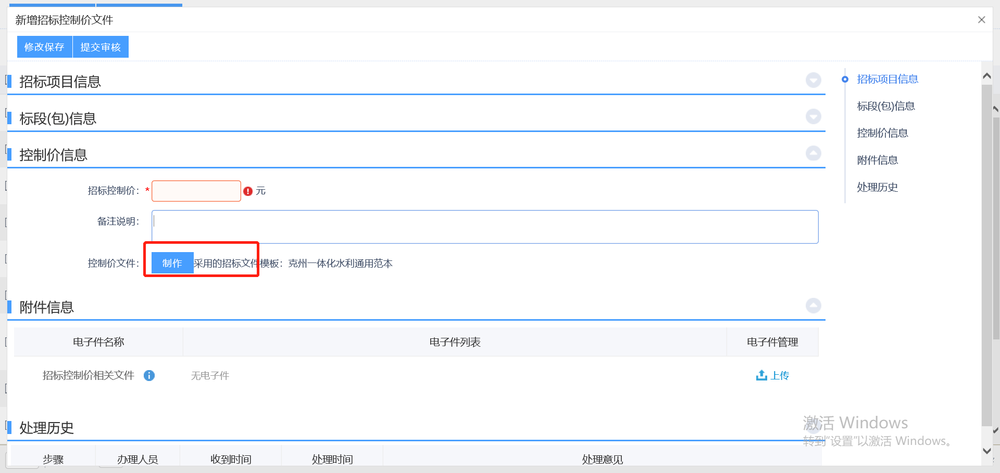 新增招标控制价文件
修改保存 提交审核
招标项目信息
标段(包)信息
控制价信息
招标控制价：* 元
备注说明：
控制价文件： 制作 采用的招标文件模板：克州一体化水利通用范本
附件信息
电子件名称 电子件列表 电子件管理
招标控制价相关文件 无电子件 上传
处理历史
步骤 办理人员 收到时间 处理时间 处理意见
招标项目信息
标段(包)信息
控制价信息
附件信息
处理历史
激活 Windows
转到"设置"以激活 Windows。